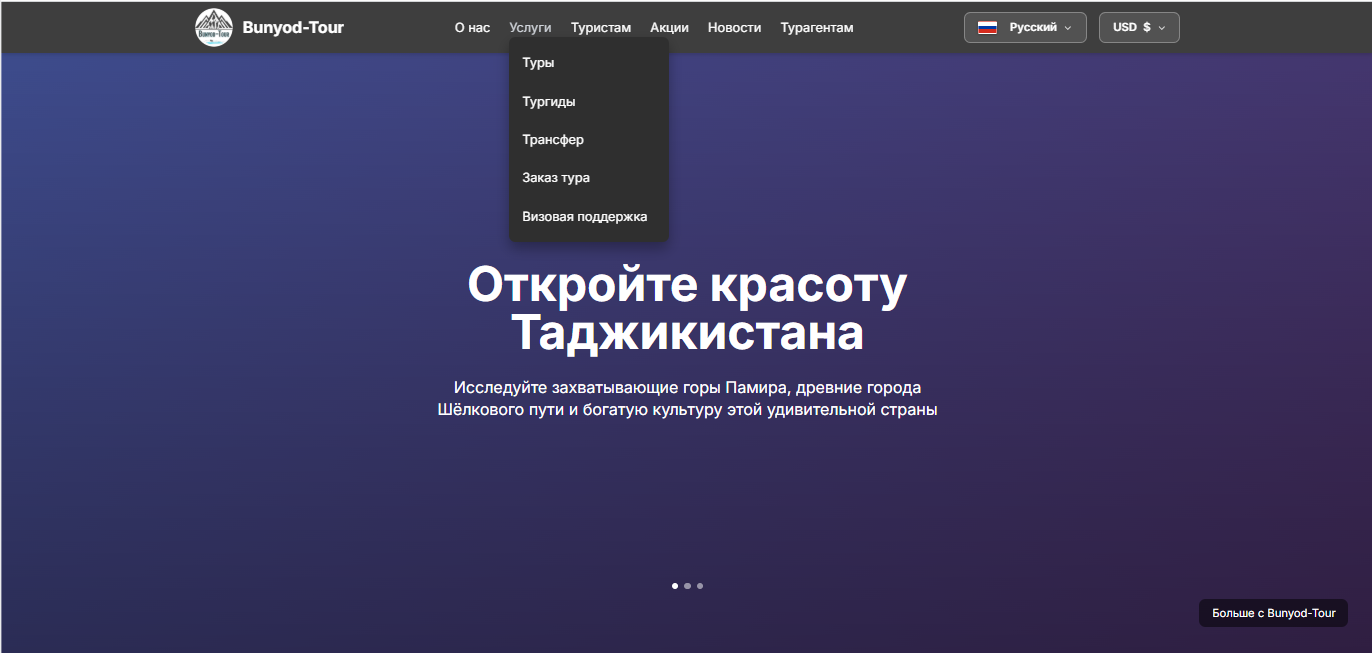 BUNYOD-TOUR
Bunyod-Tour
О нас
Услуги
Туристам
Акции
Новости
Турагентам
Русский
USD $
Туры
Тургиды
Трансфер
Заказ тура
Визовая поддержка
Откройте красоту
Таджикистана
Исследуйте захватывающие горы Памира, древние города
Шёлкового пути и богатую культуру этой удивительной страны
Больше с Bunyod-Tour